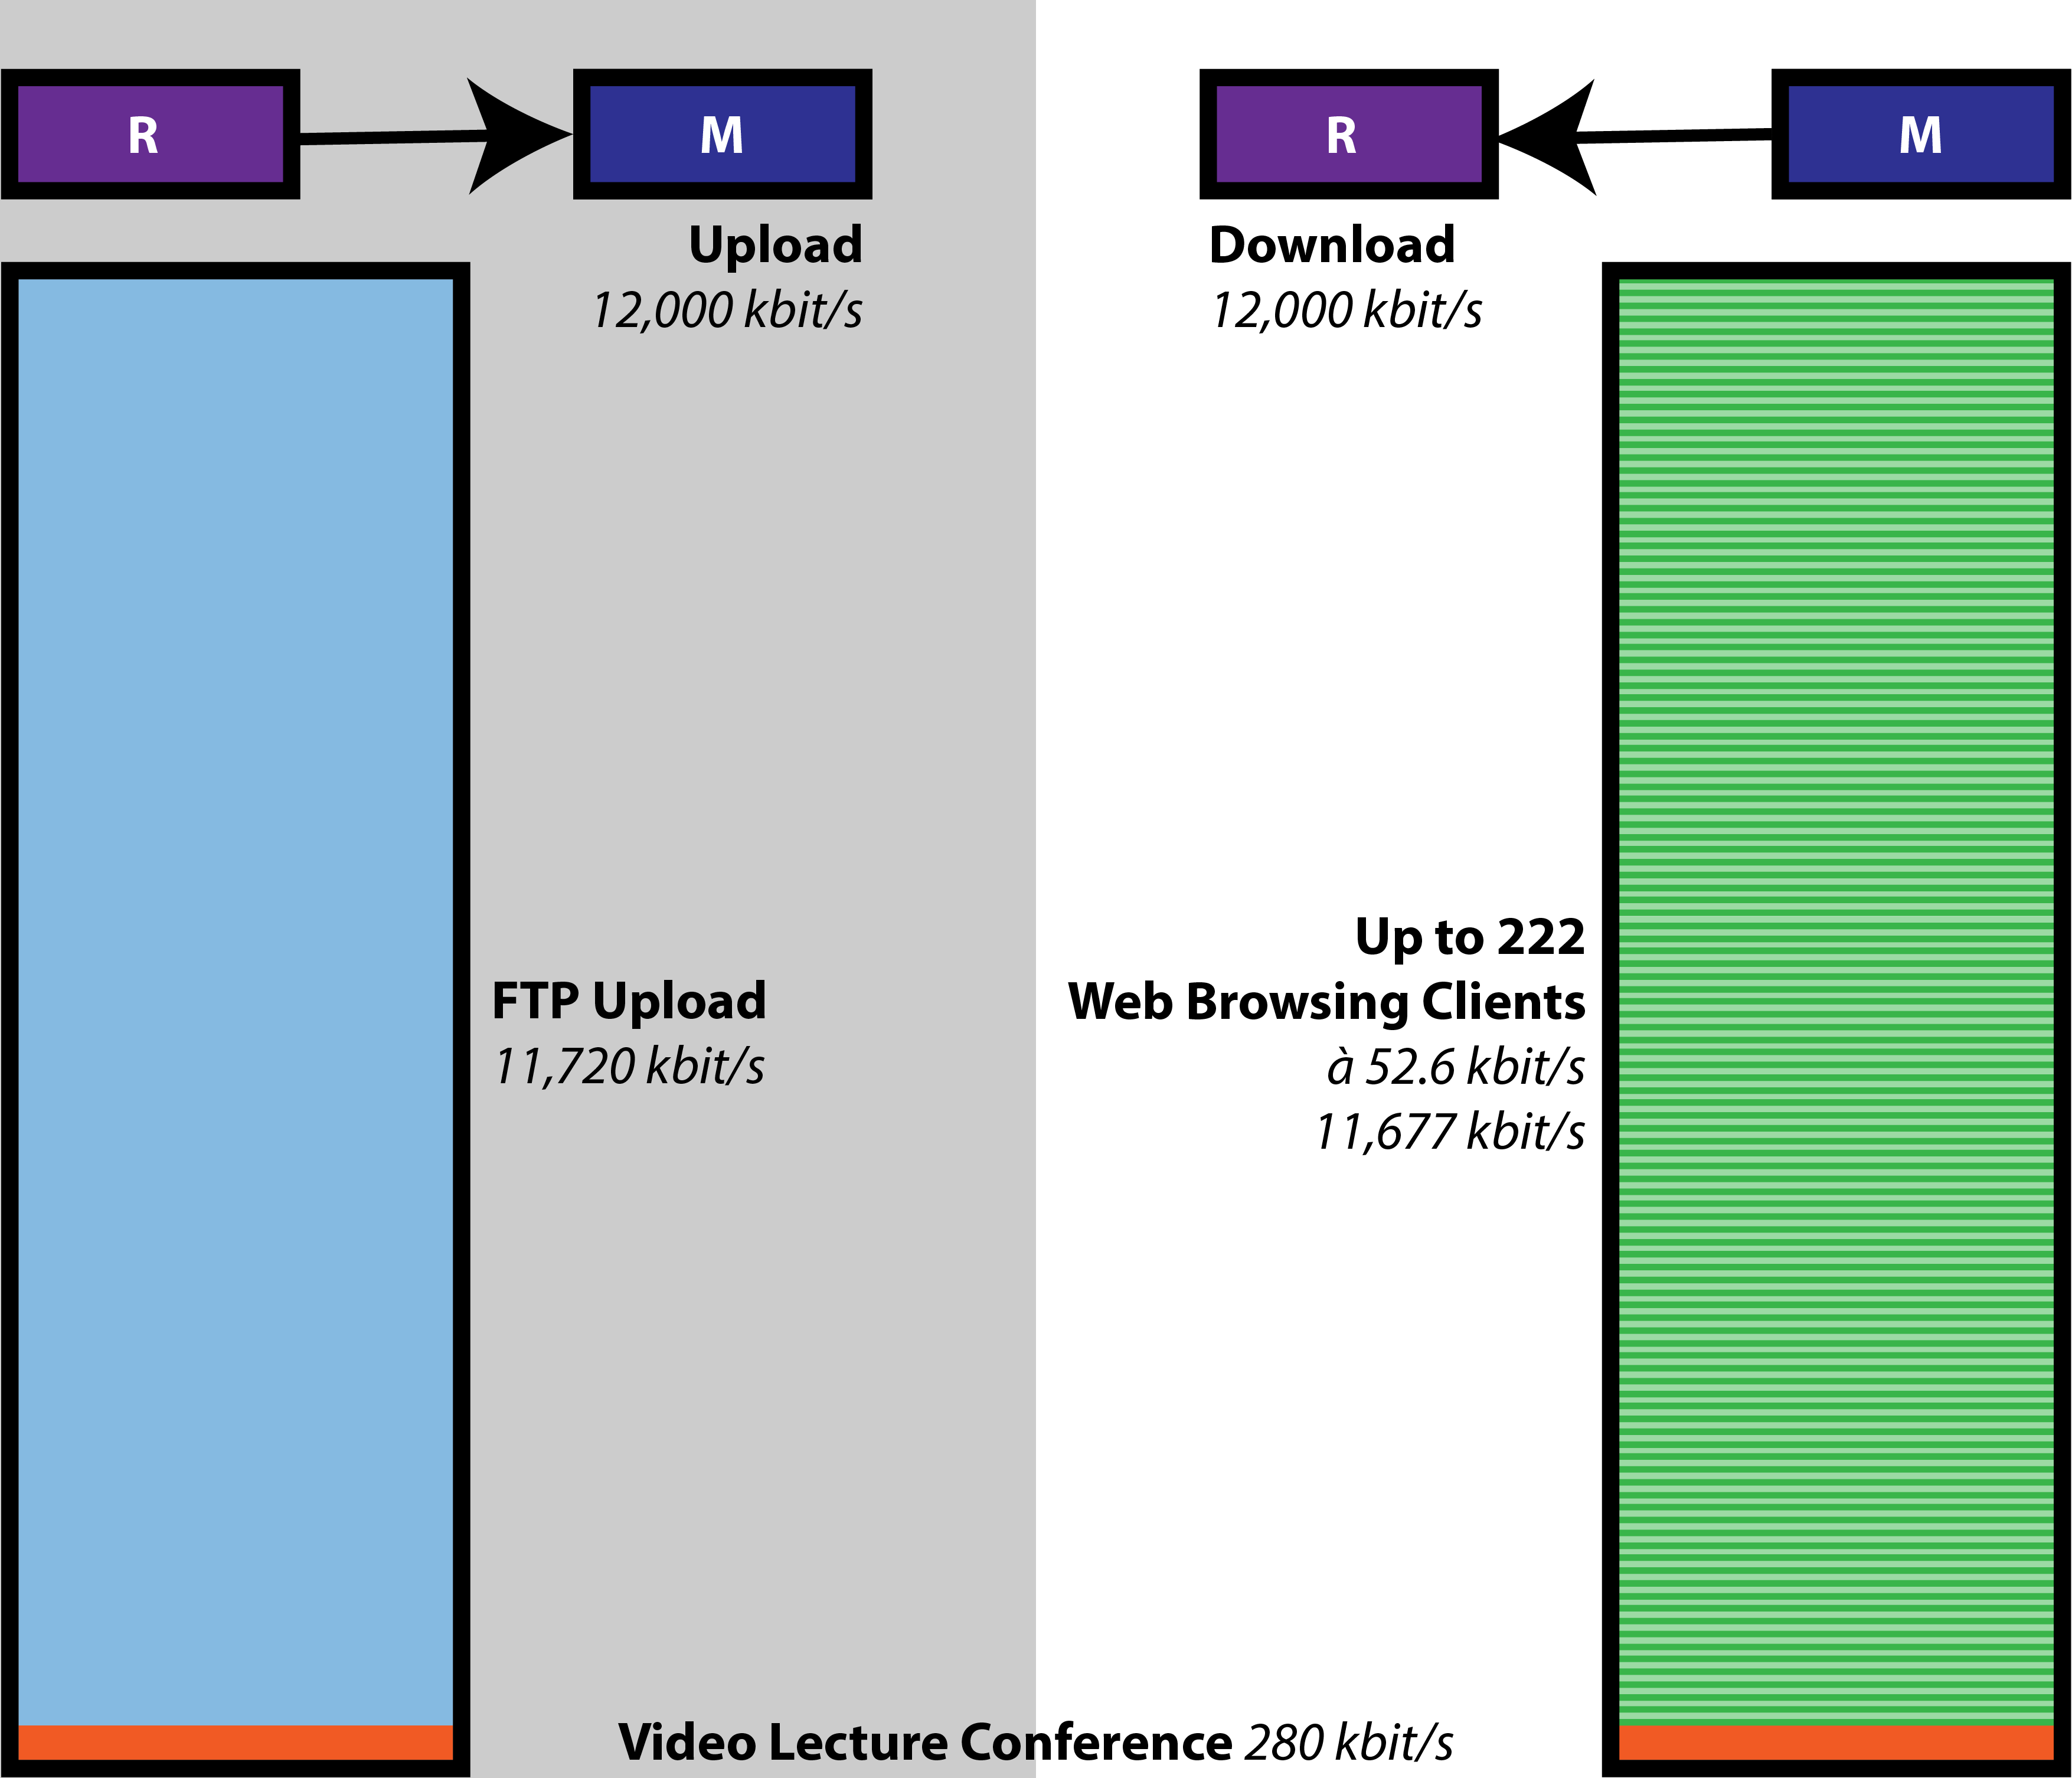 R
M
R
M
Upload
12,000 kbit/s
Download
12,000 kbit/s
FTP Upload
11,720 kbit/s
Up to 222
Web Browsing Clients
à 52.6 kbit/s
11,677 kbit/s
Video Lecture Conference 280 kbit/s